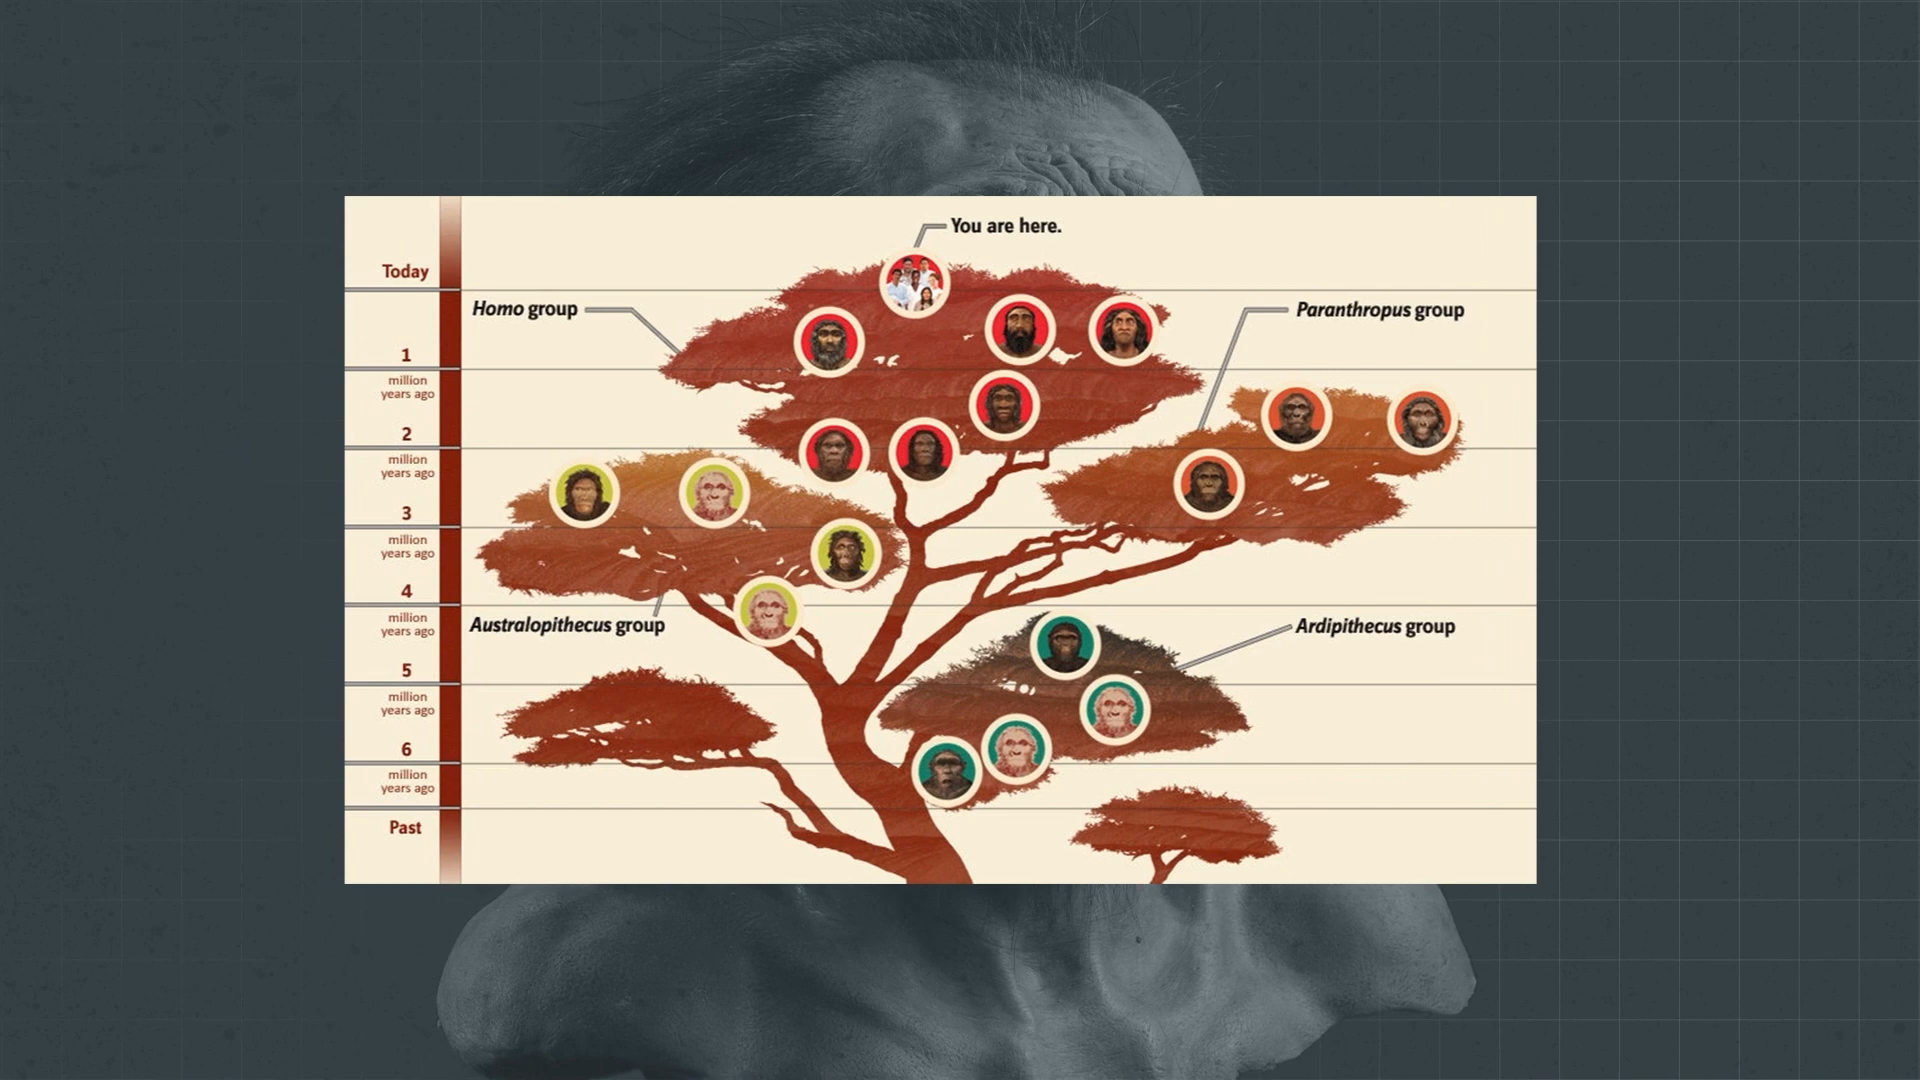 You are here.
Today
Homo group
Paranthropus group
1
million
years ago
2
million
years ago
3
million
years ago
4
million
years ago
Australopithecus group
Ardipithecus group
5
million
years ago
6
million
years ago
Past